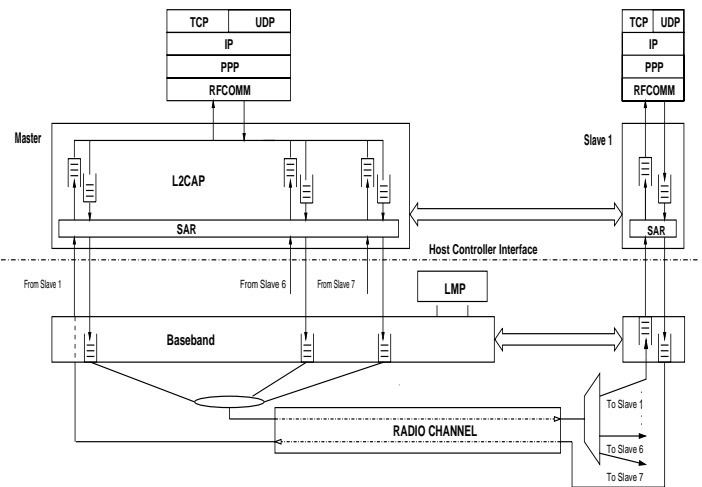 TCP UDP
IP
PPP
RFCOMM
TCP UDP
IP
PPP
RFCOMM
Master
Slave 1
L2CAP
SAR
SAR
Host Controller Interface
From Slave 1
From Slave 6
From Slave 7
LMP
Baseband
RADIO CHANNEL
To Slave 1
To Slave 6
To Slave 7